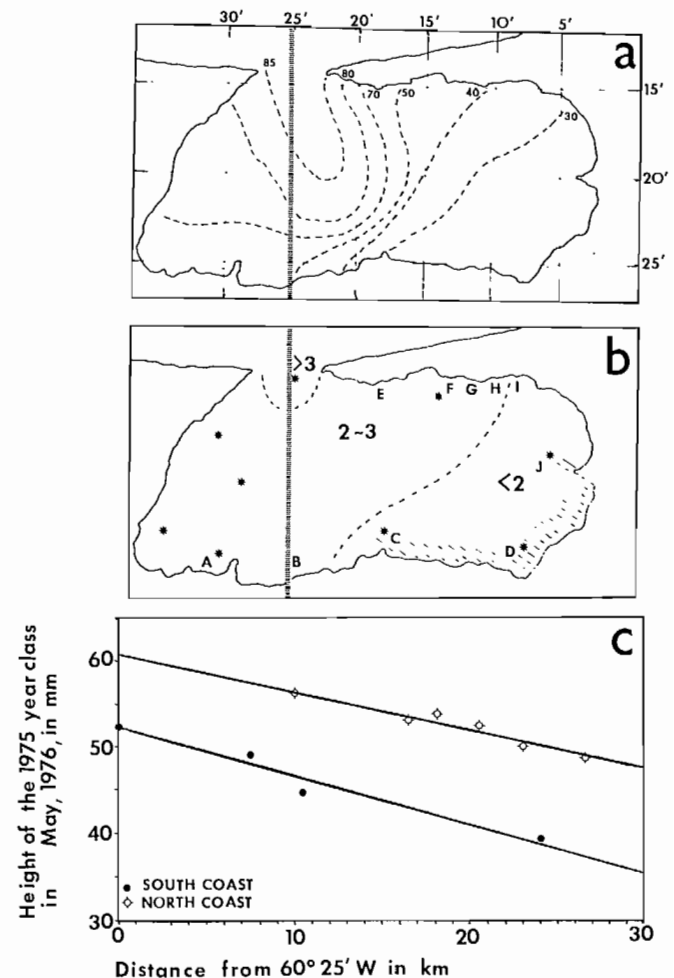 30' 25' 20' 15' 10' 5'
a
85 80 70 50 40 30
15'
20'
25'
b
>3
E F G H I
2-3
J
<2
C
A B D
C
Height of the 1975 year class
in May, 1976, in mm
60
50
40
30
● SOUTH COAST
◇ NORTH COAST
0 10 20 30
Distance from 60° 25' W in km